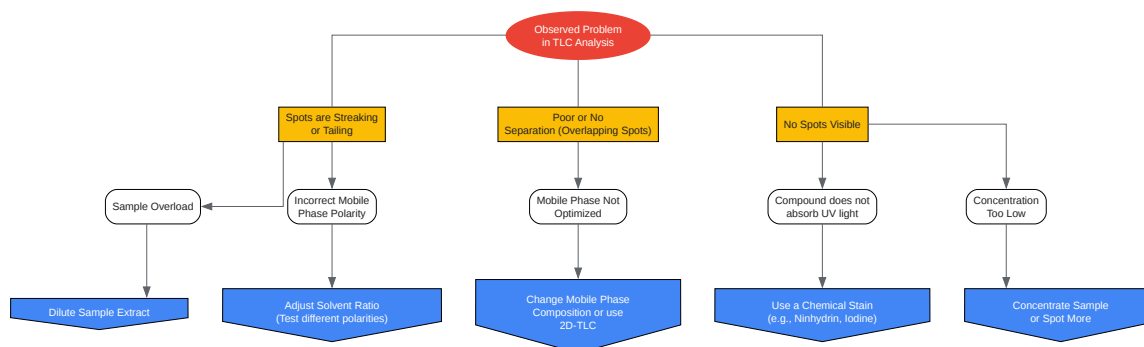 Observed Problem
in TLC Analysis
Spots are Streaking
or Tailing
Poor or No
Separation (Overlapping Spots)
No Spots Visible
Sample Overload
Incorrect Mobile
Phase Polarity
Mobile Phase Not
Optimized
Compound does not
absorb UV light
Concentration
Too Low
Dilute Sample Extract
Adjust Solvent Ratio
(Test different polarities)
Change Mobile Phase
Composition or use
2D-TLC
Use a Chemical Stain
(e.g., Ninhydrin, Iodine)
Concentrate Sample
or Spot More